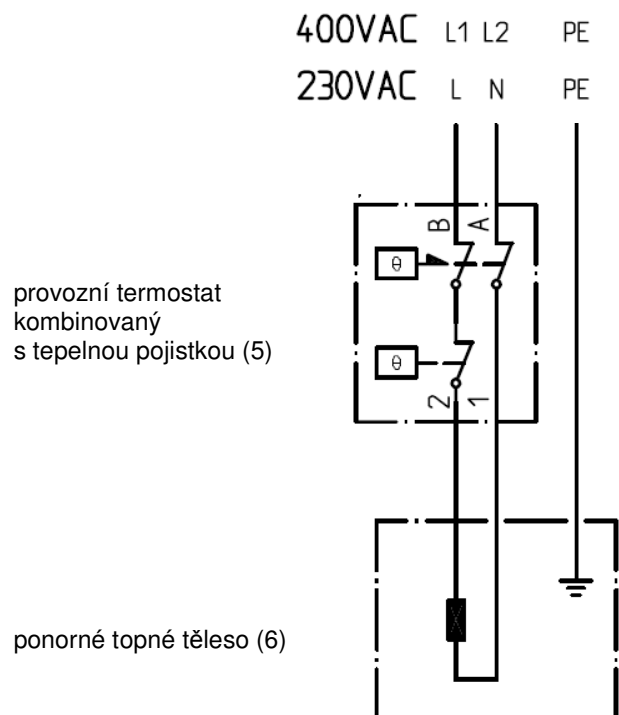 400VAC L1 L2 PE
230VAC L N PE
B A
θ
provozní termostat
kombinovaný
s tepelnou pojistkou (5)
θ
2 1
ponorné topné těleso (6)